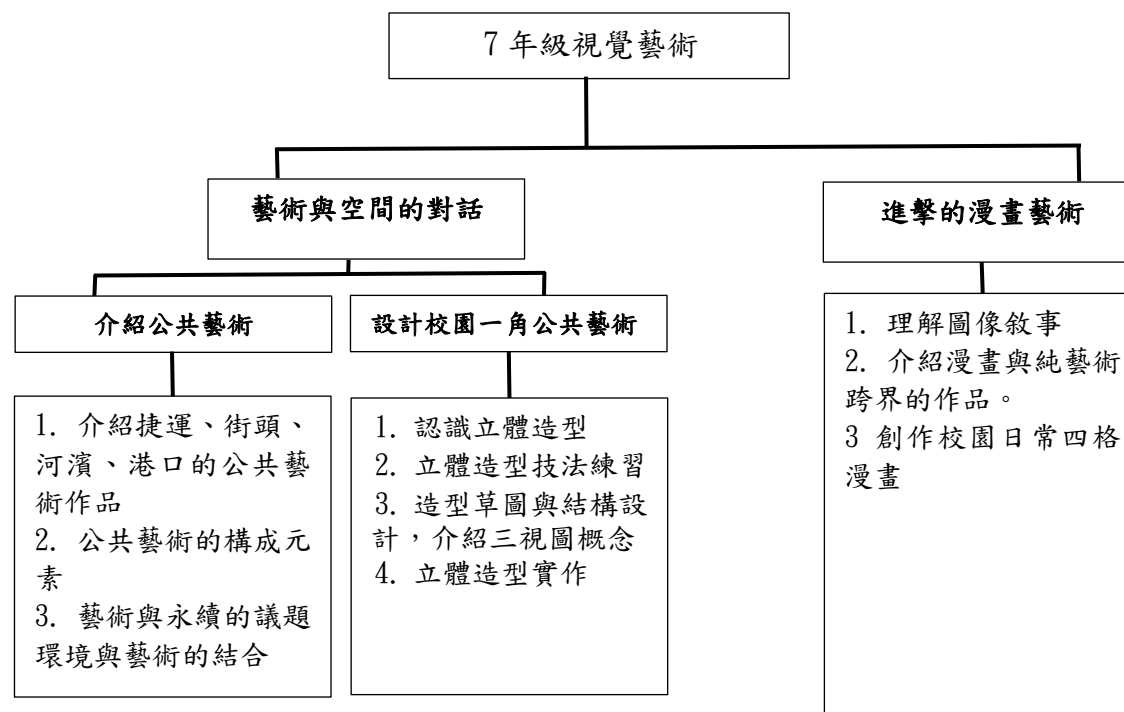 7 年級視覺藝術
藝術與空間的對話
進擊的漫畫藝術
介紹公共藝術
設計校園一角公共藝術
1. 介紹捷運、街頭、
河濱、港口的公共藝
術作品
2. 公共藝術的構成元
素
3. 藝術與永續的議題
環境與藝術的結合
1. 認識立體造型
2. 立體造型技法練習
3. 造型草圖與結構設
計，介紹三視圖概念
4. 立體造型實作
1. 理解圖像敘事
2. 介紹漫畫與純藝術
跨界的作品。
3 創作校園日常四格
漫畫